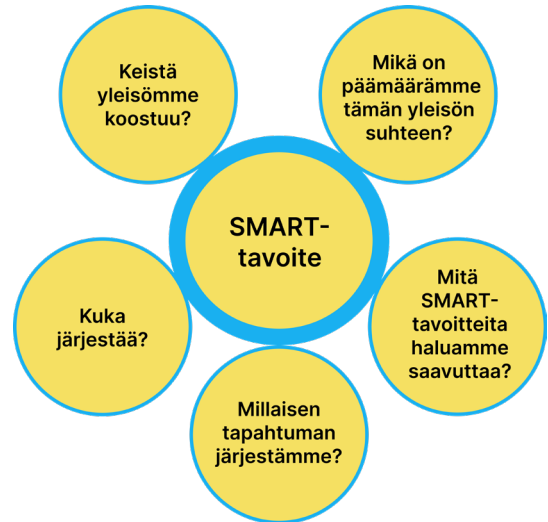 Keistä
yleisömme
koostuu?
Mikä on
päämäärämme
tämän yleisön
suhteen?
SMART-
tavoite
Kuka
järjestää?
Mitä
SMART-
tavoitteita
haluamme
saavuttaa?
Millaisen
tapahtuman
järjestämme?